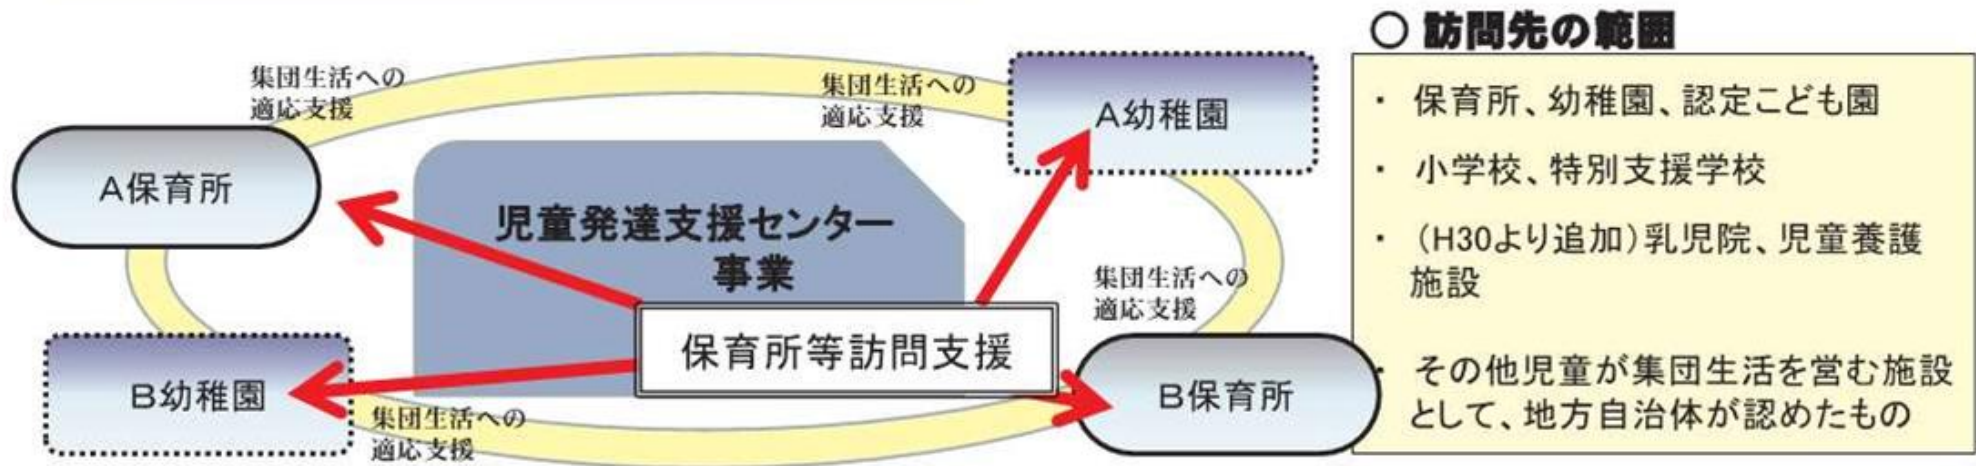 集団生活への
適応支援
集団生活への
適応支援
A幼稚園
A保育所
児童発達支援センター
事業
集団生活への
適応支援
保育所等訪問支援
B幼稚園
B保育所
集団生活への
適応支援
○ 訪問先の範囲
・ 保育所、幼稚園、認定こども園
・ 小学校、特別支援学校
・ (H30より追加)乳児院、児童養護
施設
・ その他児童が集団生活を営む施設
として、地方自治体が認めたもの